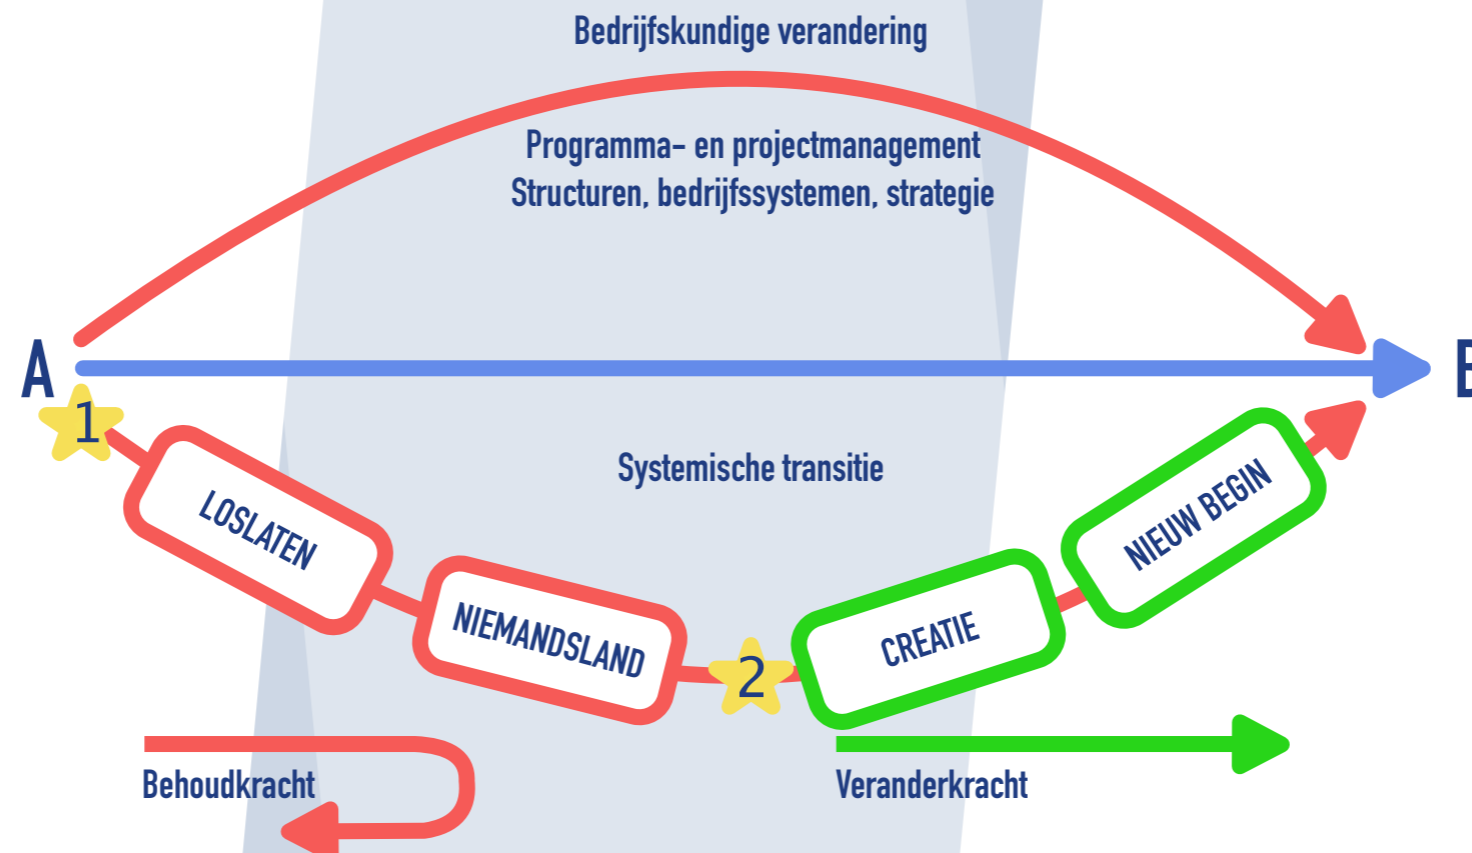 Bedrijfskundige verandering
Programma- en projectmanagement
Structuren, bedrijfssystemen, strategie
A
B
1
Systemische transitie
LOSLATEN
NIEMANDSLAND
2
CREATIE
NIEUW BEGIN
Behoudkracht
Veranderkracht